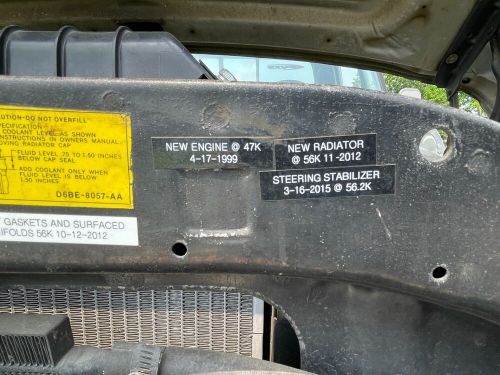 CAUTION-DO NOT OVERFILL
SPECIFICATION
COOLANT LEVEL AS SHOWN
INSTRUCTIONS IN OWNERS MANUAL
REMOVING RADIATOR CAP
FLUID LEVEL .75 TO 1.50 INCHES
BELOW CAP SEAL
ADD COOLANT ONLY WHEN
FLUID LEVEL IS BELOW
1.50 INCHES
D6BE-8057-AA
GASKETS AND SURFACED
IFOLDS 56K 10-12-2012
NEW ENGINE @ 47K
4-17-1999
NEW RADIATOR
@ 56K 11-2012
STEERING STABILIZER
3-16-2015 @ 56.2K